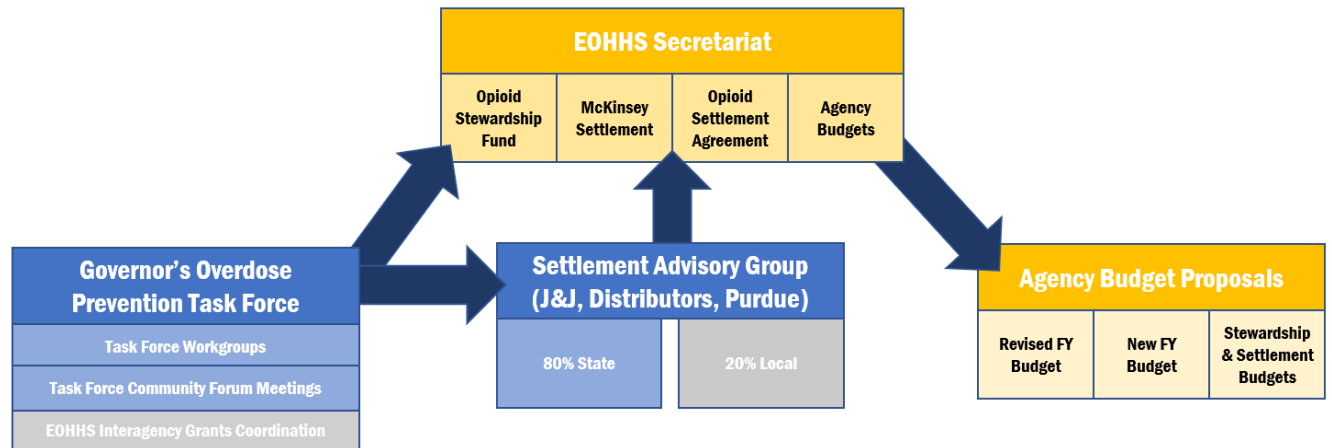 EOHHS Secretariat
Opioid
Stewardship
Fund
McKinsey
Settlement
Opioid
Settlement
Agreement
Agency
Budgets
Governor's Overdose
Prevention Task Force
Task Force Workgroups
Task Force Community Forum Meetings
EOHHS Interagency Grants Coordination
Settlement Advisory Group
(J&J, Distributors, Purdue)
80% State
20% Local
Agency Budget Proposals
Revised FY
Budget
New FY
Budget
Stewardship
& Settlement
Budgets